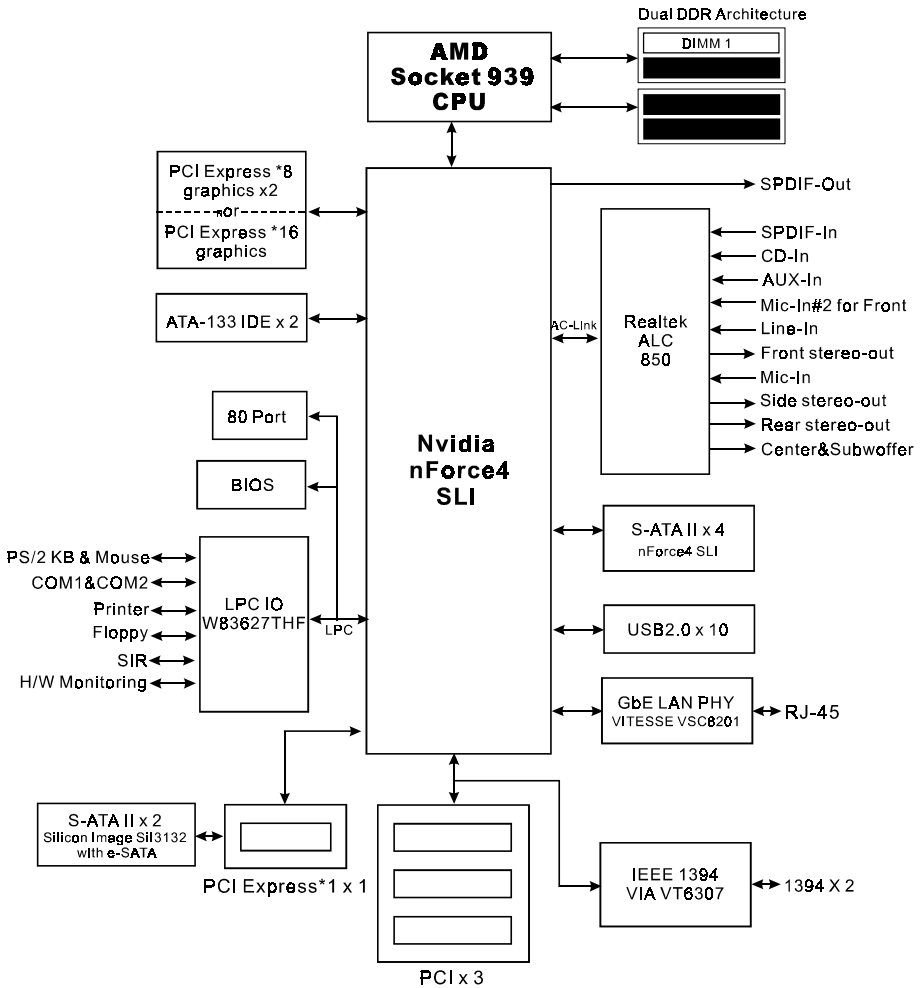 Dual DDR Architecture
AMD
Socket 939
CPU
DIMM 1
PCI Express *8
graphics x2
or
PCI Express *16
graphics
SPDIF-Out
SPDIF-In
CD-In
AUX-In
Mic-In#2 for Front
Line-In
Front stereo-out
Mic-In
Side stereo-out
Rear stereo-out
Center&Subwoffer
ATA-133 IDE x 2
AC-Link
Realtek
ALC
850
80 Port
BIOS
Nvidia
nForce4
SLI
S-ATA II x 4
nForce4 SLI
PS/2 KB & Mouse
COM1&COM2
Printer
Floppy
SIR
H/W Monitoring
LPC IO
W83627THF
LPC
USB2.0 x 10
GbE LAN PHY
VITESSE VSC8201
RJ-45
S-ATA II x 2
Silicon Image SiI3132
with e-SATA
PCI Express*1 x 1
IEEE 1394
VIA VT6307
1394 X 2
PCI x 3